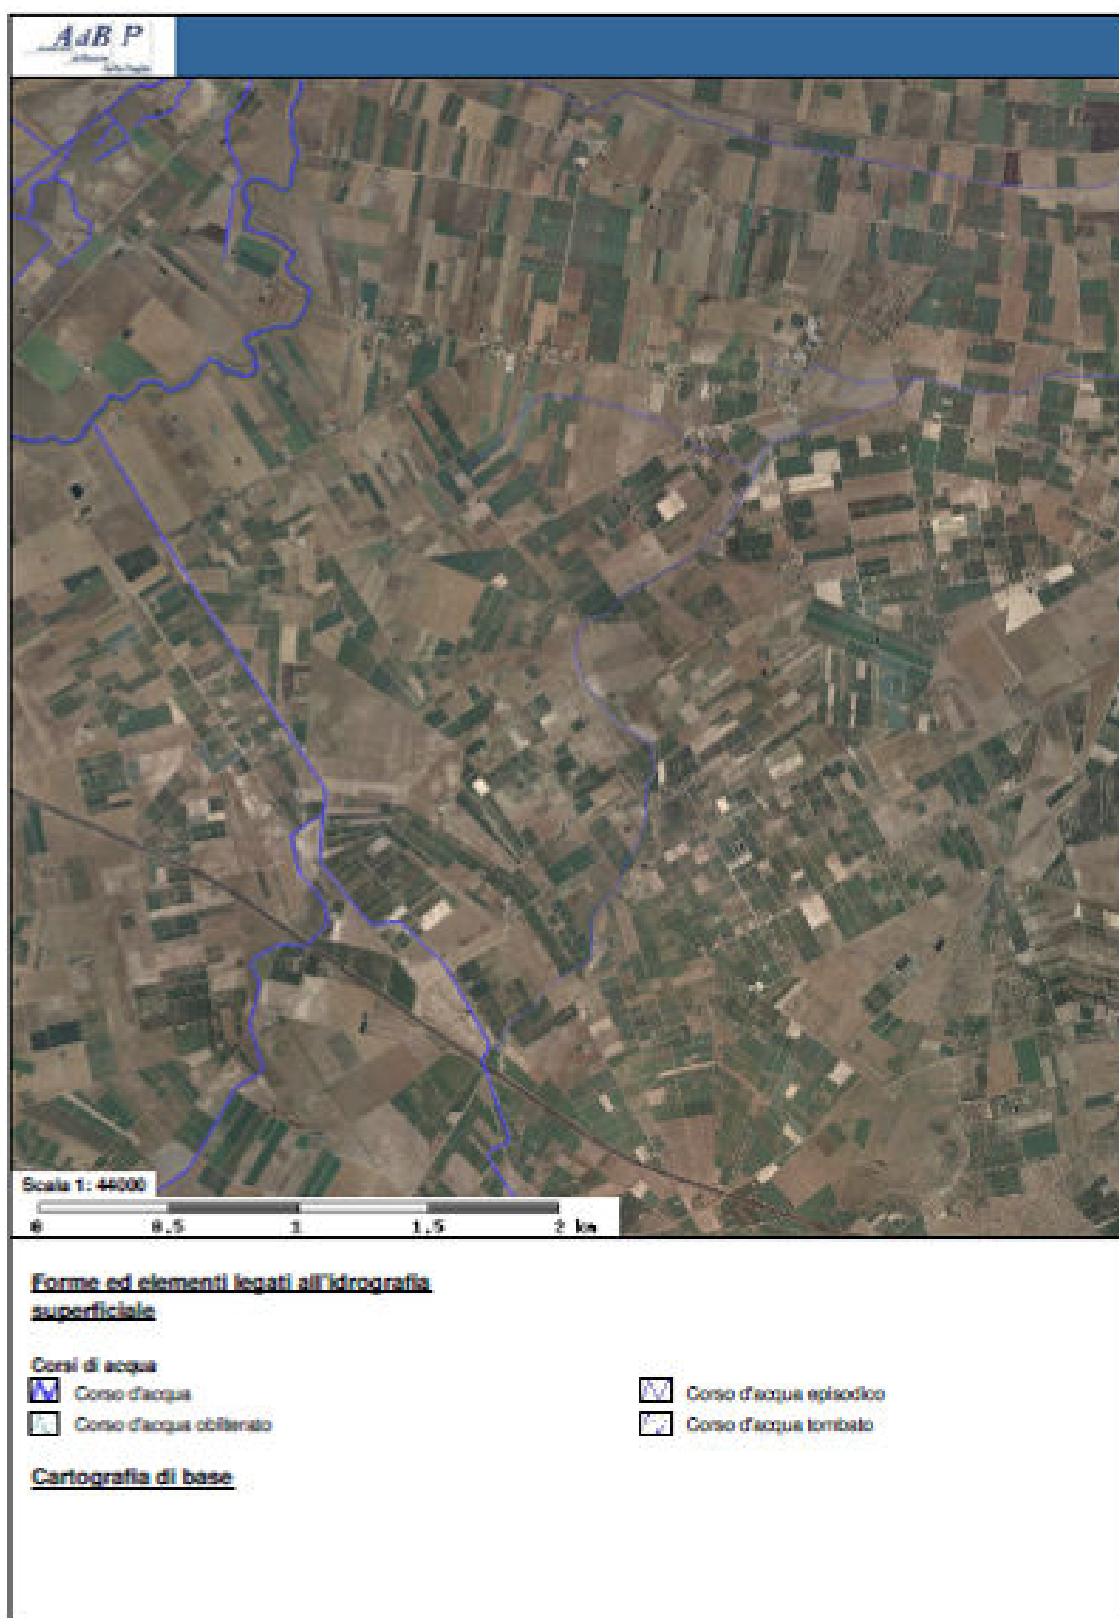 AdB P
Scala 1: 44000
0 0.5 1 1.5 2 km
Forme ed elementi legati all'idrografia
superficiale
Corsi di acqua
Corso d'acqua
Corso d'acqua episodico
Corso d'acqua obliterato
Corso d'acqua tombato
Cartografia di base